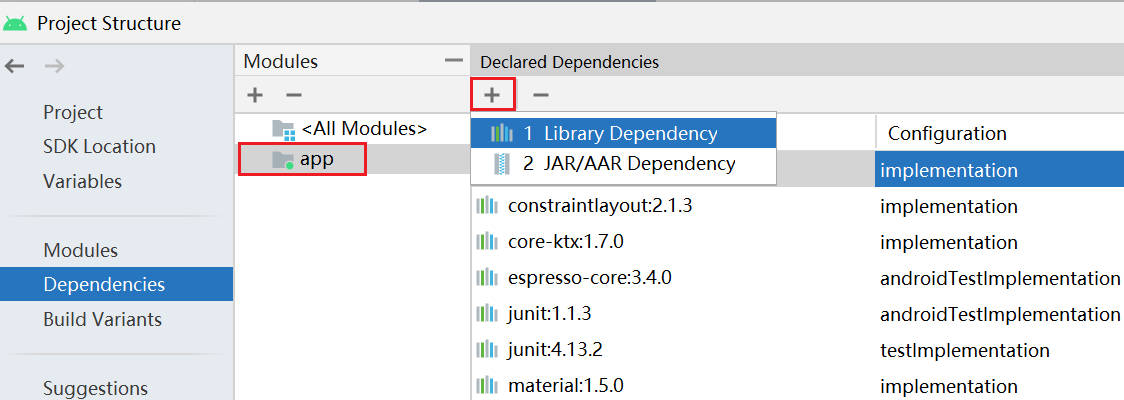 Project Structure
Modules
Declared Dependencies
Project
SDK Location
Variables
Modules
Dependencies
Build Variants
Suggestions
<All Modules>
app
1 Library Dependency
2 JAR/AAR Dependency
Configuration
implementation
constraintlayout:2.1.3 implementation
core-ktx:1.7.0 implementation
espresso-core:3.4.0 androidTestImplementation
junit:1.1.3 androidTestImplementation
junit:4.13.2 testImplementation
material:1.5.0 implementation